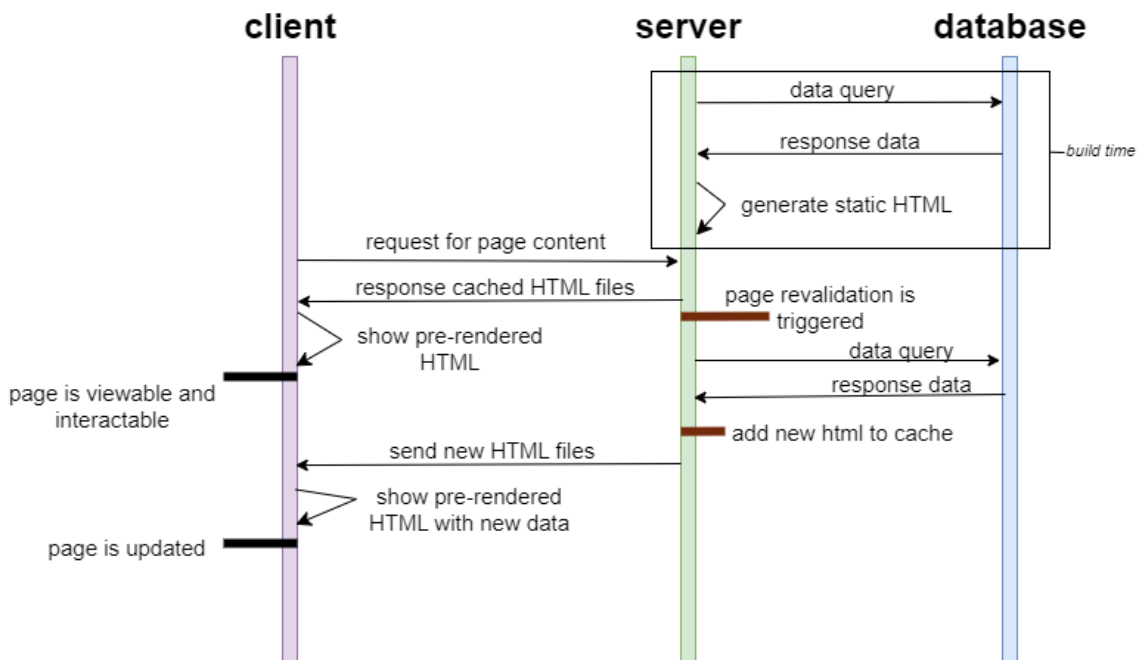 client
server
database
data query
response data
build time
generate static HTML
request for page content
response cached HTML files
page revalidation is
triggered
show pre-rendered
HTML
data query
page is viewable and
interactable
response data
add new html to cache
send new HTML files
show pre-rendered
HTML with new data
page is updated